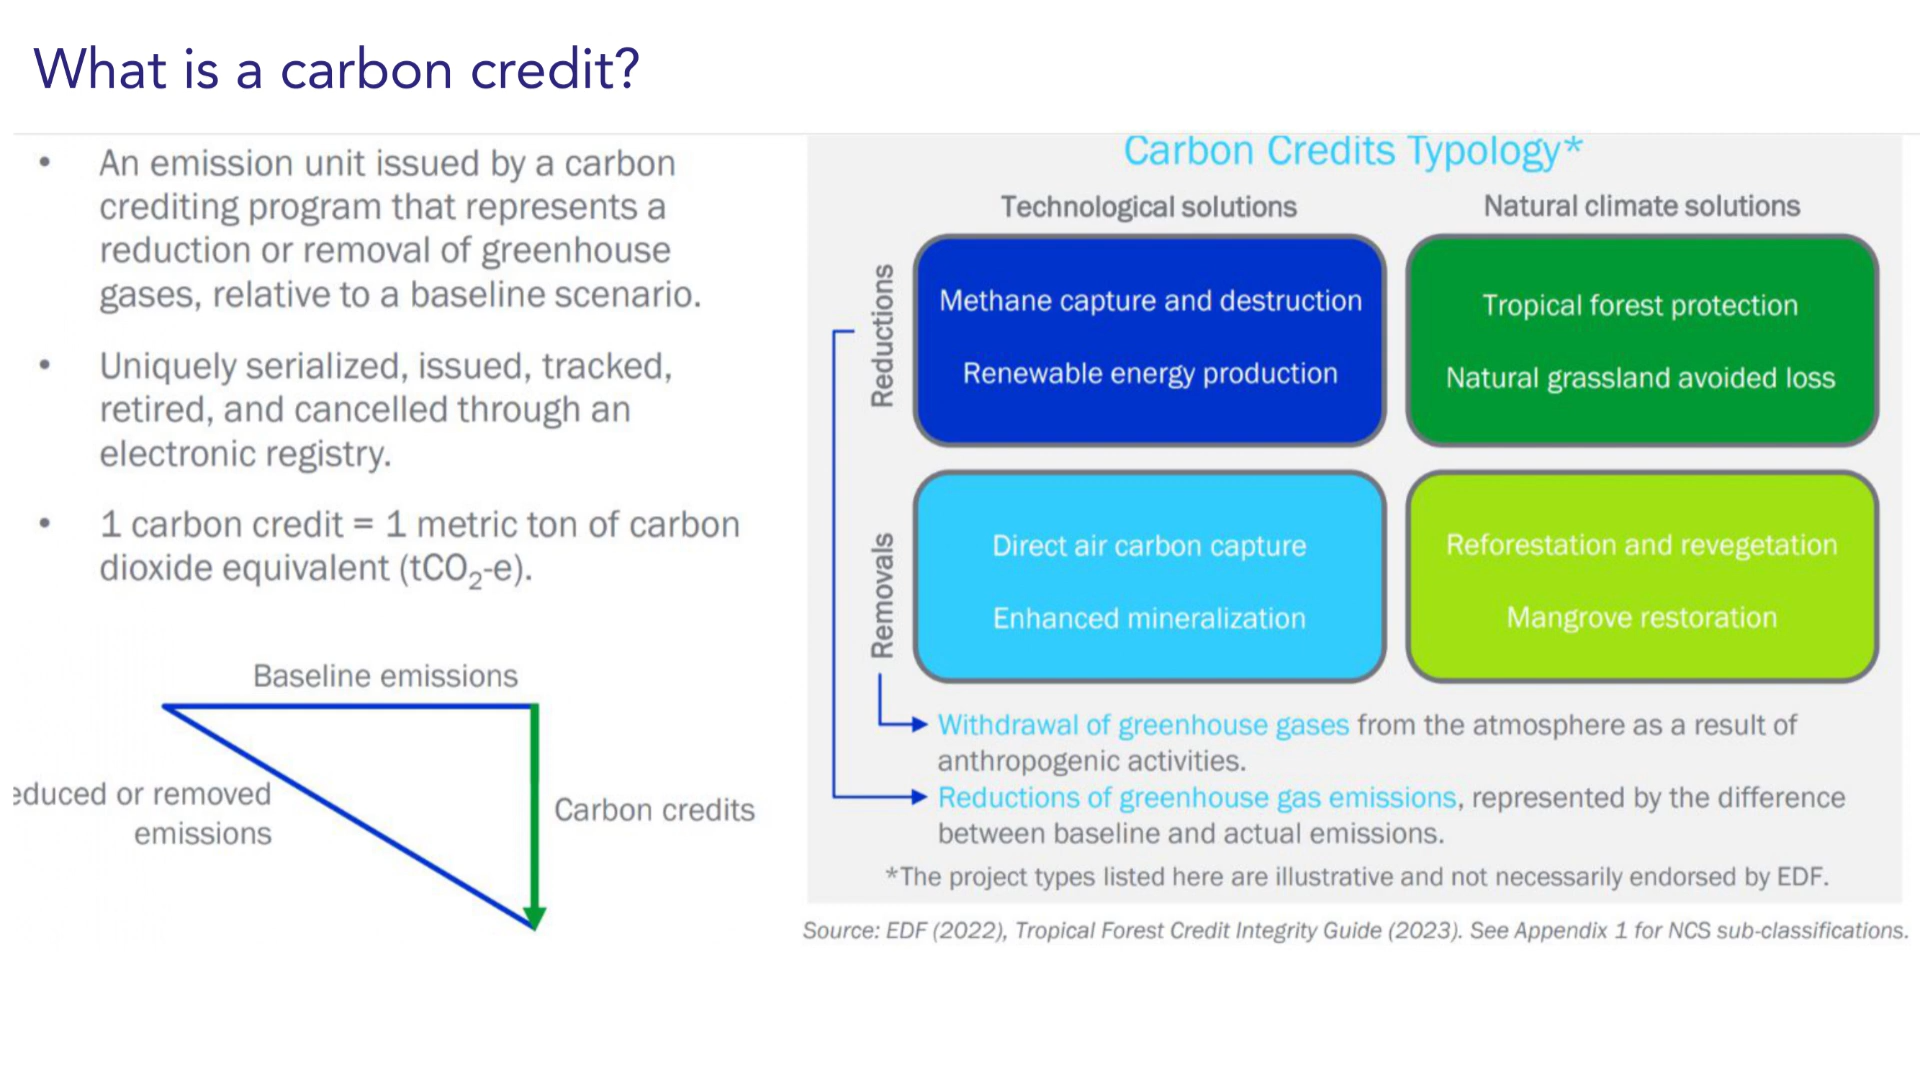 What is a carbon credit?
• An emission unit issued by a carbon
crediting program that represents a
reduction or removal of greenhouse
gases, relative to a baseline scenario.
• Uniquely serialized, issued, tracked,
retired, and cancelled through an
electronic registry.
• 1 carbon credit = 1 metric ton of carbon
dioxide equivalent (tCO₂-e).
Baseline emissions
educed or removed
emissions
Carbon credits
Carbon Credits Typology*
Technological solutions
Natural climate solutions
Reductions
Methane capture and destruction
Renewable energy production
Tropical forest protection
Natural grassland avoided loss
Removals
Direct air carbon capture
Enhanced mineralization
Reforestation and revegetation
Mangrove restoration
Withdrawal of greenhouse gases from the atmosphere as a result of
anthropogenic activities.
Reductions of greenhouse gas emissions, represented by the difference
between baseline and actual emissions.
*The project types listed here are illustrative and not necessarily endorsed by EDF.
Source: EDF (2022), Tropical Forest Credit Integrity Guide (2023). See Appendix 1 for NCS sub-classifications.